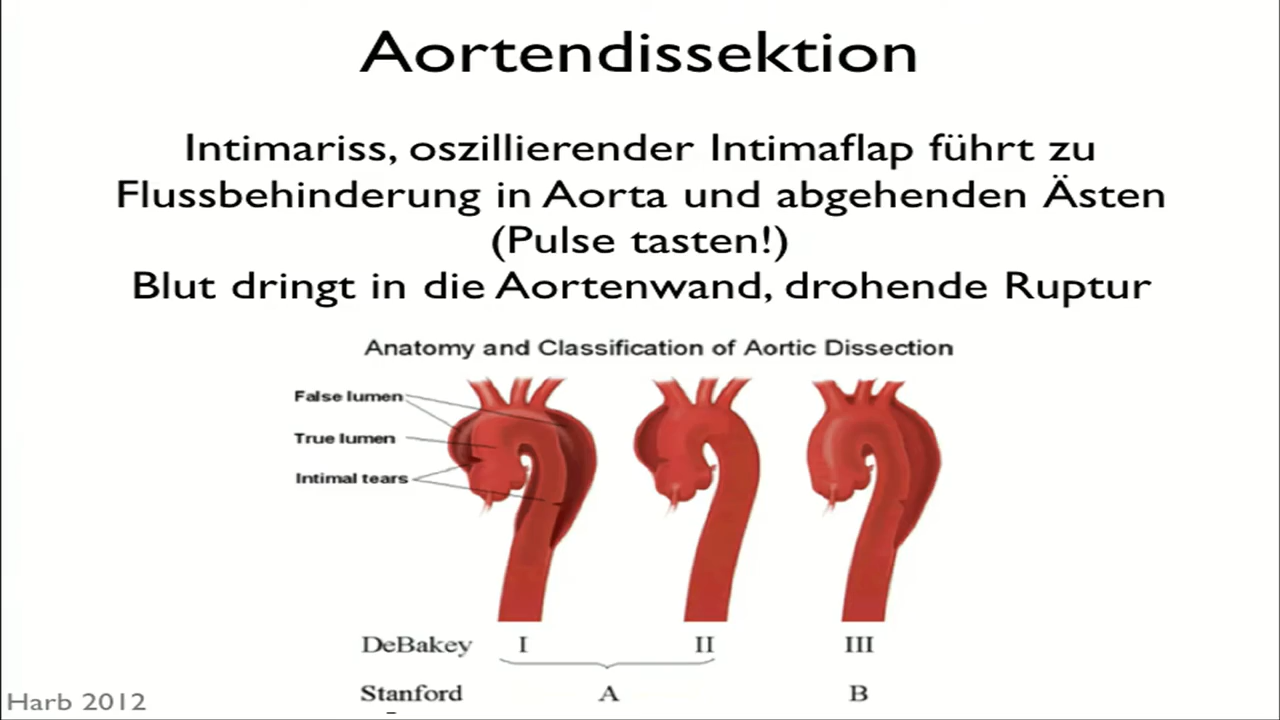 Aortendissektion
Intimariss, oszillierender Intimaflap führt zu
Flussbehinderung in Aorta und abgehenden Ästen
(Pulse tasten!)
Blut dringt in die Aortenwand, drohende Ruptur
Anatomy and Classification of Aortic Dissection
False lumen
True lumen
Intimal tears
DeBakey I II III
Stanford A B
Harb 2012